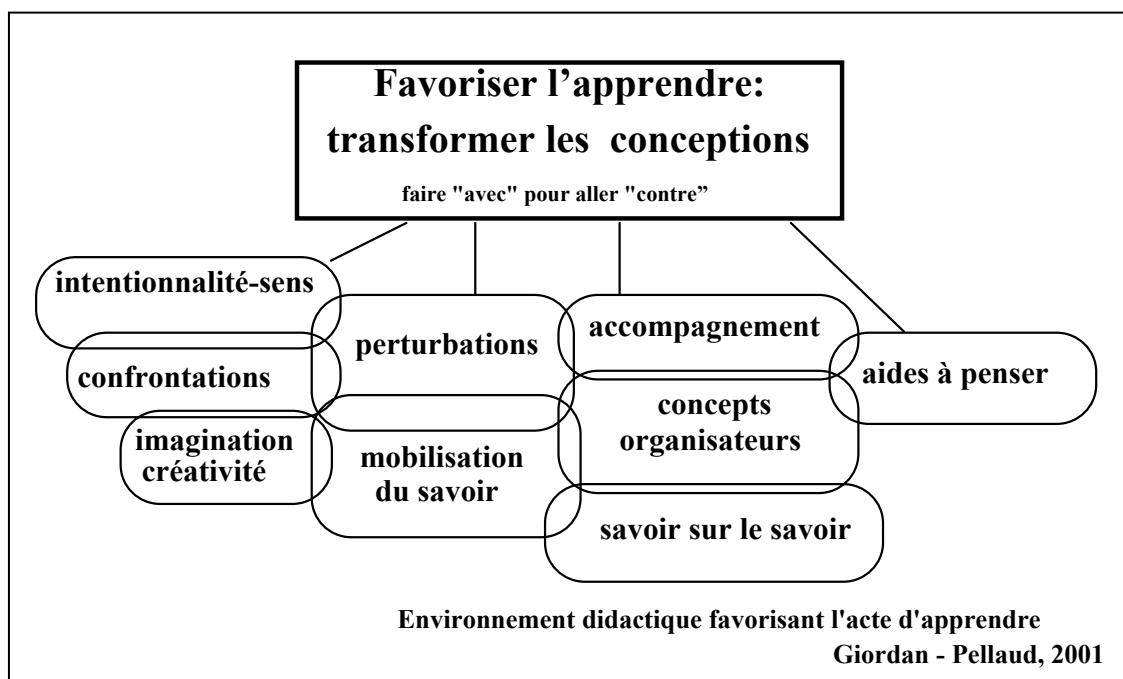 Favoriser l’apprendre:
transformer les  conceptions
faire "avec" pour aller "contre”
intentionnalité-sens
confrontations
imagination
créativité
perturbations
mobilisation
du savoir
accompagnement
concepts
organisateurs
savoir sur le savoir
aides à penser
Environnement didactique favorisant l'acte d'apprendre
Giordan - Pellaud, 2001